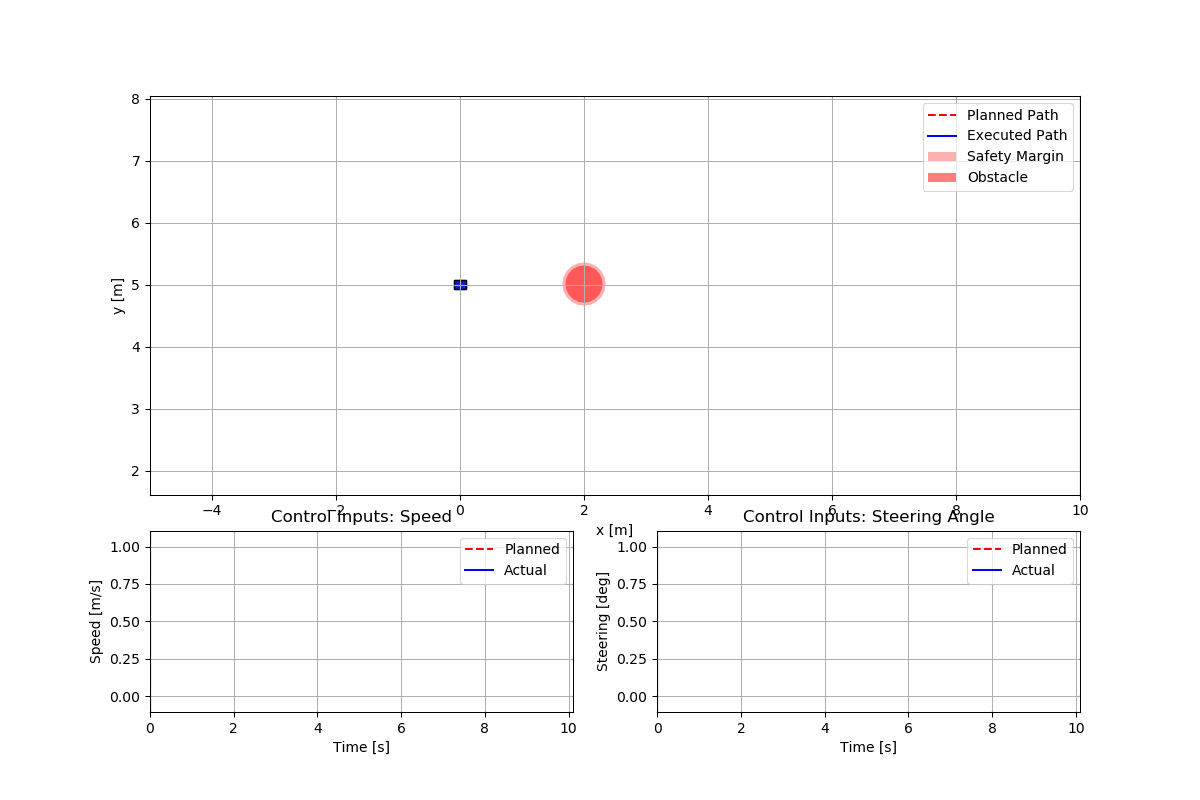 8
7
6
5
4
3
2
y [m]
Planned Path
Executed Path
Safety Margin
Obstacle
−4 −2 0 2 4 6 8 10
x [m]
Control Inputs: Speed
1.00
0.75
0.50
0.25
0.00
Speed [m/s]
Planned
Actual
0 2 4 6 8 10
Time [s]
Control Inputs: Steering Angle
1.00
0.75
0.50
0.25
0.00
Steering [deg]
Planned
Actual
0 2 4 6 8 10
Time [s]